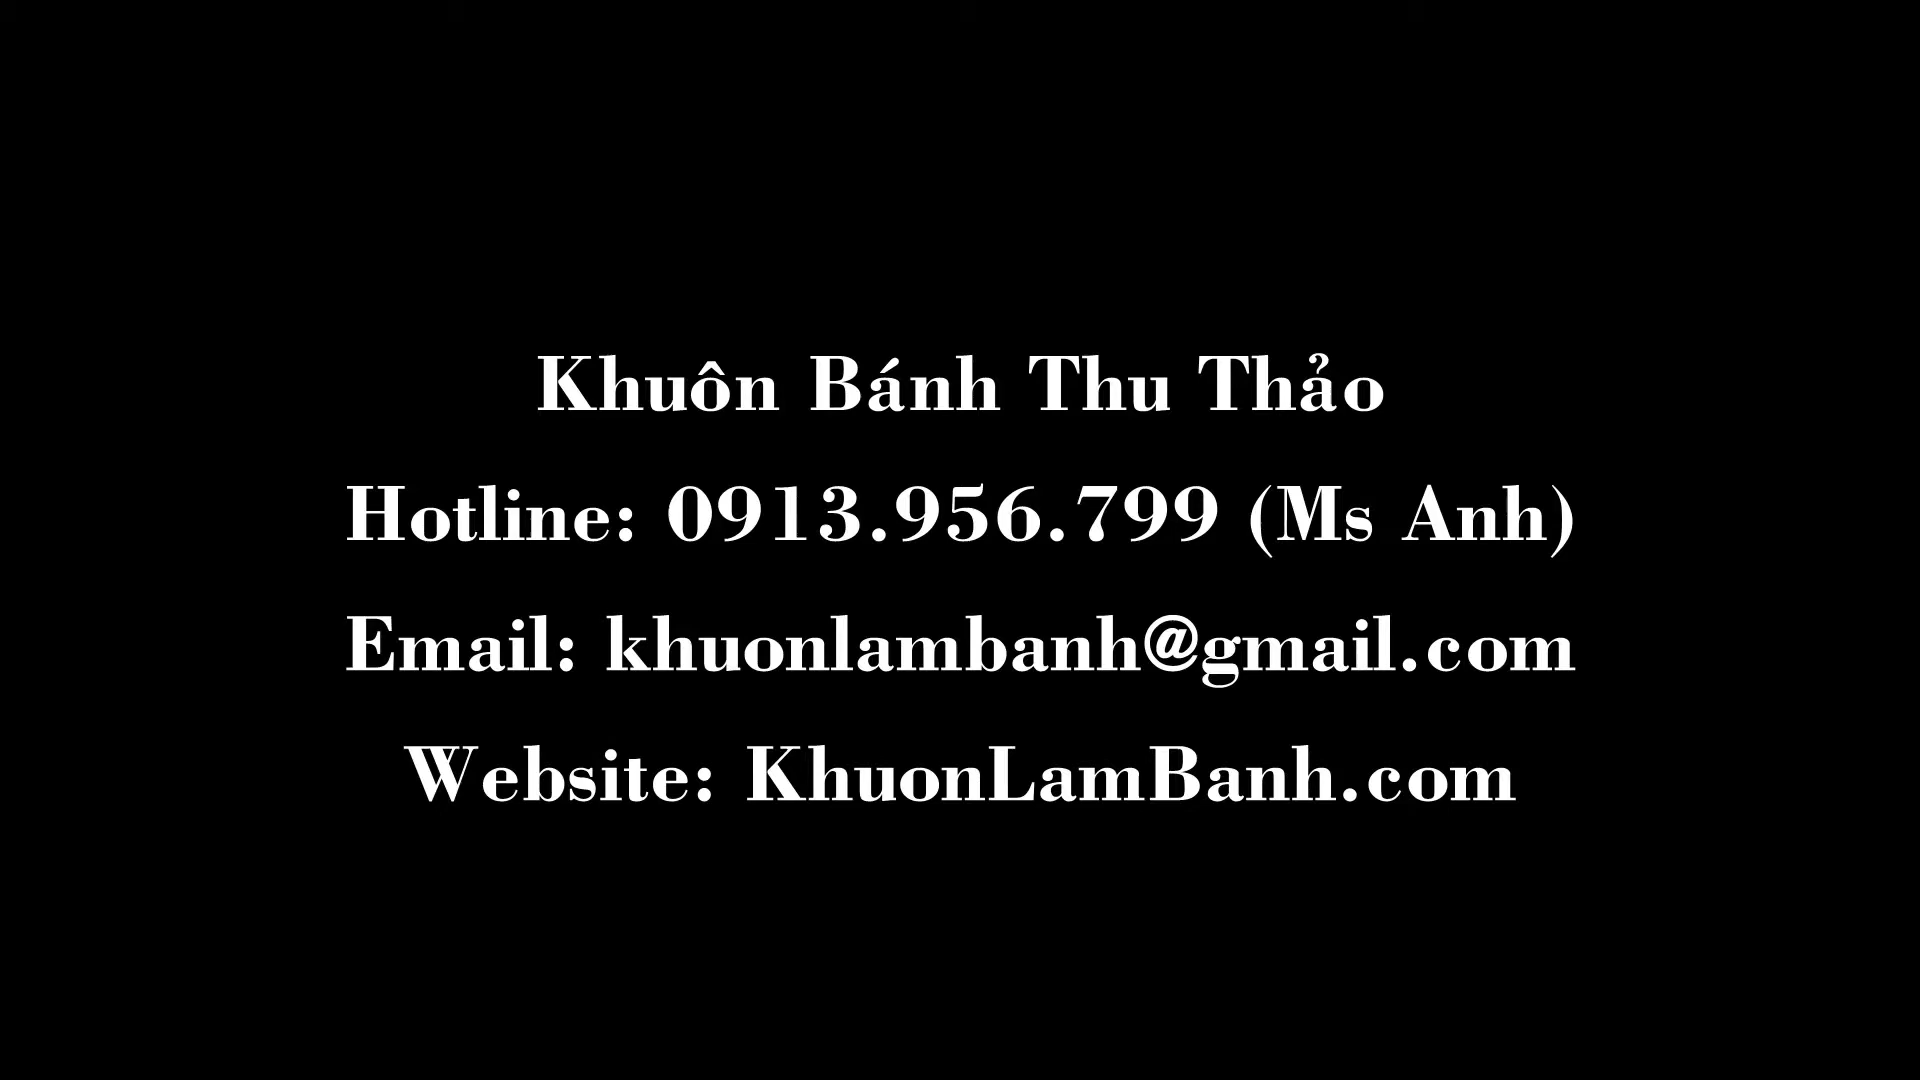 Khuôn Bánh Thu Thảo
Hotline: 0913.956.799 (Ms Anh)
Email: khuonlambanh@gmail.com
Website: KhuonLamBanh.com